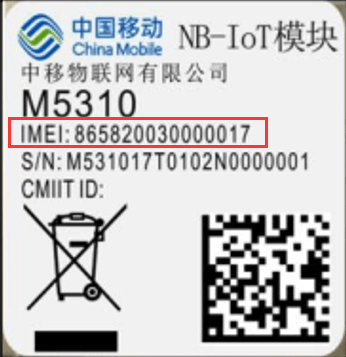 中国移动
China Mobile
NB-IoT模块
中移物联网有限公司
M5310
IMEI: 865820030000017
S/N: M531017T0102N0000001
CMIIT ID: